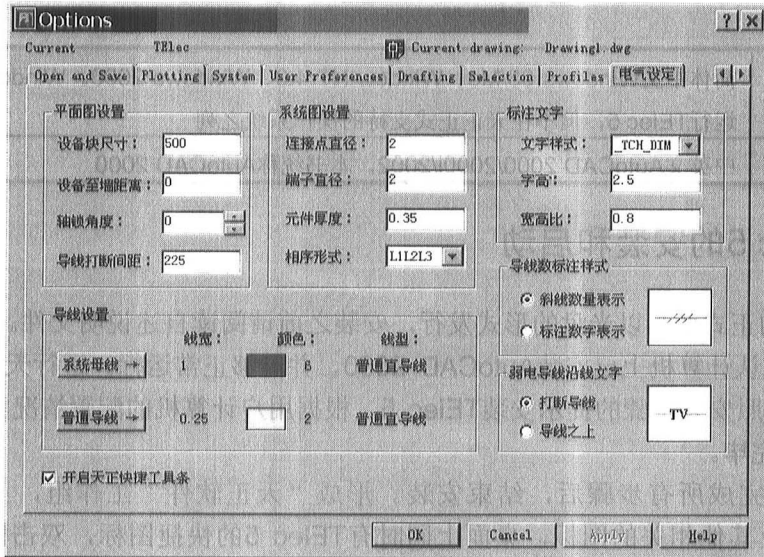 Options
Current TElec Current drawing: Drawing1.dwg
Open and Save Plotting System User Preferences Drafting Selection Profiles 电气设定
平面图设置
设备块尺寸： 500
设备至墙距离： 0
轴锁角度： 0
导线打断间距： 225
系统图设置
连接点直径： 2
端子直径： 2
元件厚度： 0.35
相序形式： L1L2L3
标注文字
文字样式： _TCH_DIM
字高： 2.5
宽高比： 0.8
导线数标注样式
斜线数量表示
标注数字表示
导线设置
线宽： 颜色： 线型：
系统母线 → 1 6 普通直导线
普通导线 → 0.25 2 普通直导线
弱电导线沿线文字
打断导线
导线之上
TV
开启天正快捷工具条
OK Cancel Apply Help